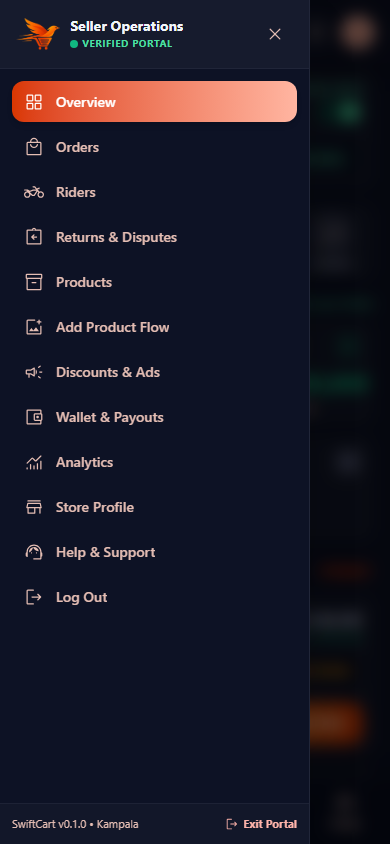 Seller Operations
VERIFIED PORTAL
Overview
Orders
Riders
Returns & Disputes
Products
Add Product Flow
Discounts & Ads
Wallet & Payouts
Analytics
Store Profile
Help & Support
Log Out
SwiftCart v0.1.0 • Kampala
Exit Portal